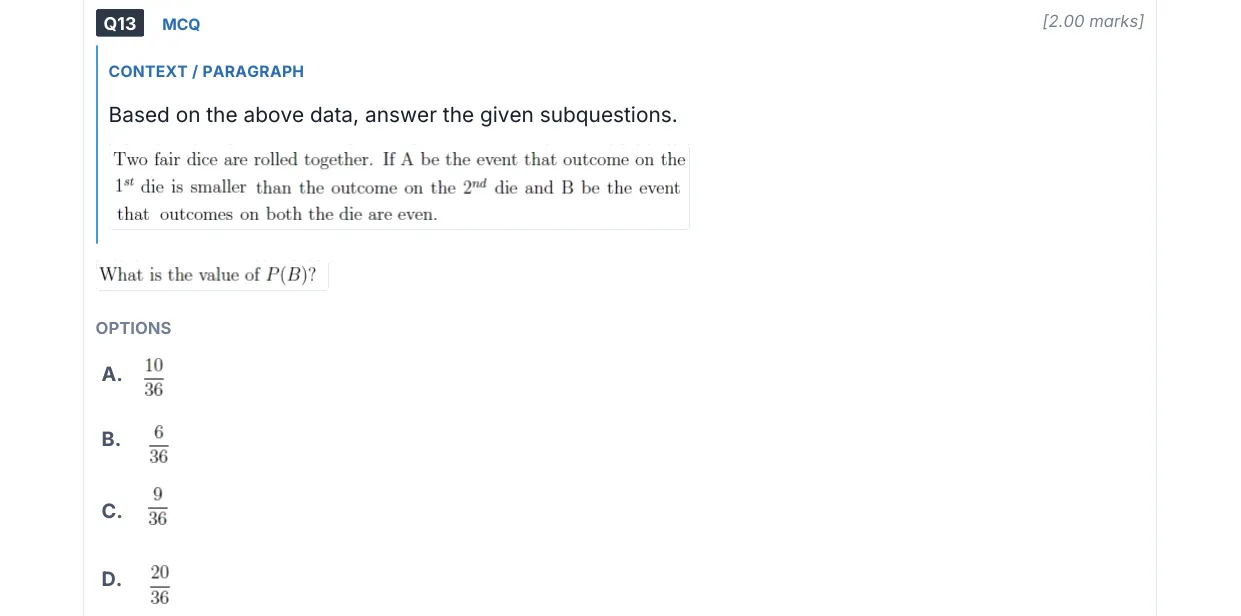 Q13 MCQ [2.00 marks]
CONTEXT / PARAGRAPH
Based on the above data, answer the given subquestions.
Two fair dice are rolled together. If A be the event that outcome on the
1st die is smaller than the outcome on the 2nd die and B be the event
that outcomes on both the die are even.
What is the value of P(B)?
OPTIONS
A. 10/36
B. 6/36
C. 9/36
D. 20/36